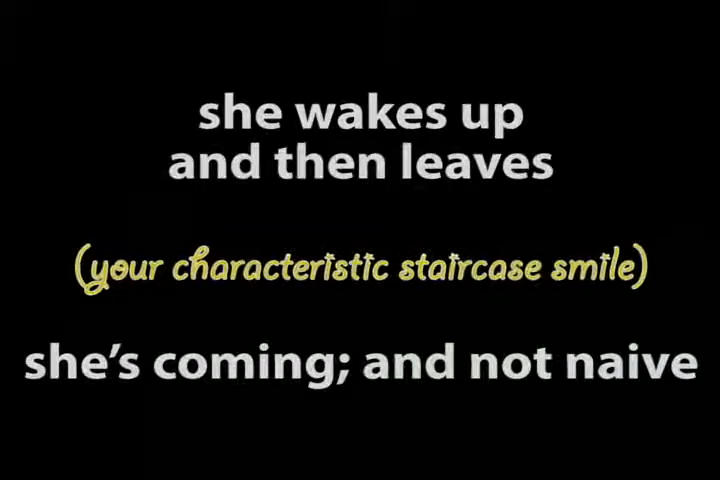 she wakes up
and then leaves
(your characteristic staircase smile)
she’s coming; and not naive